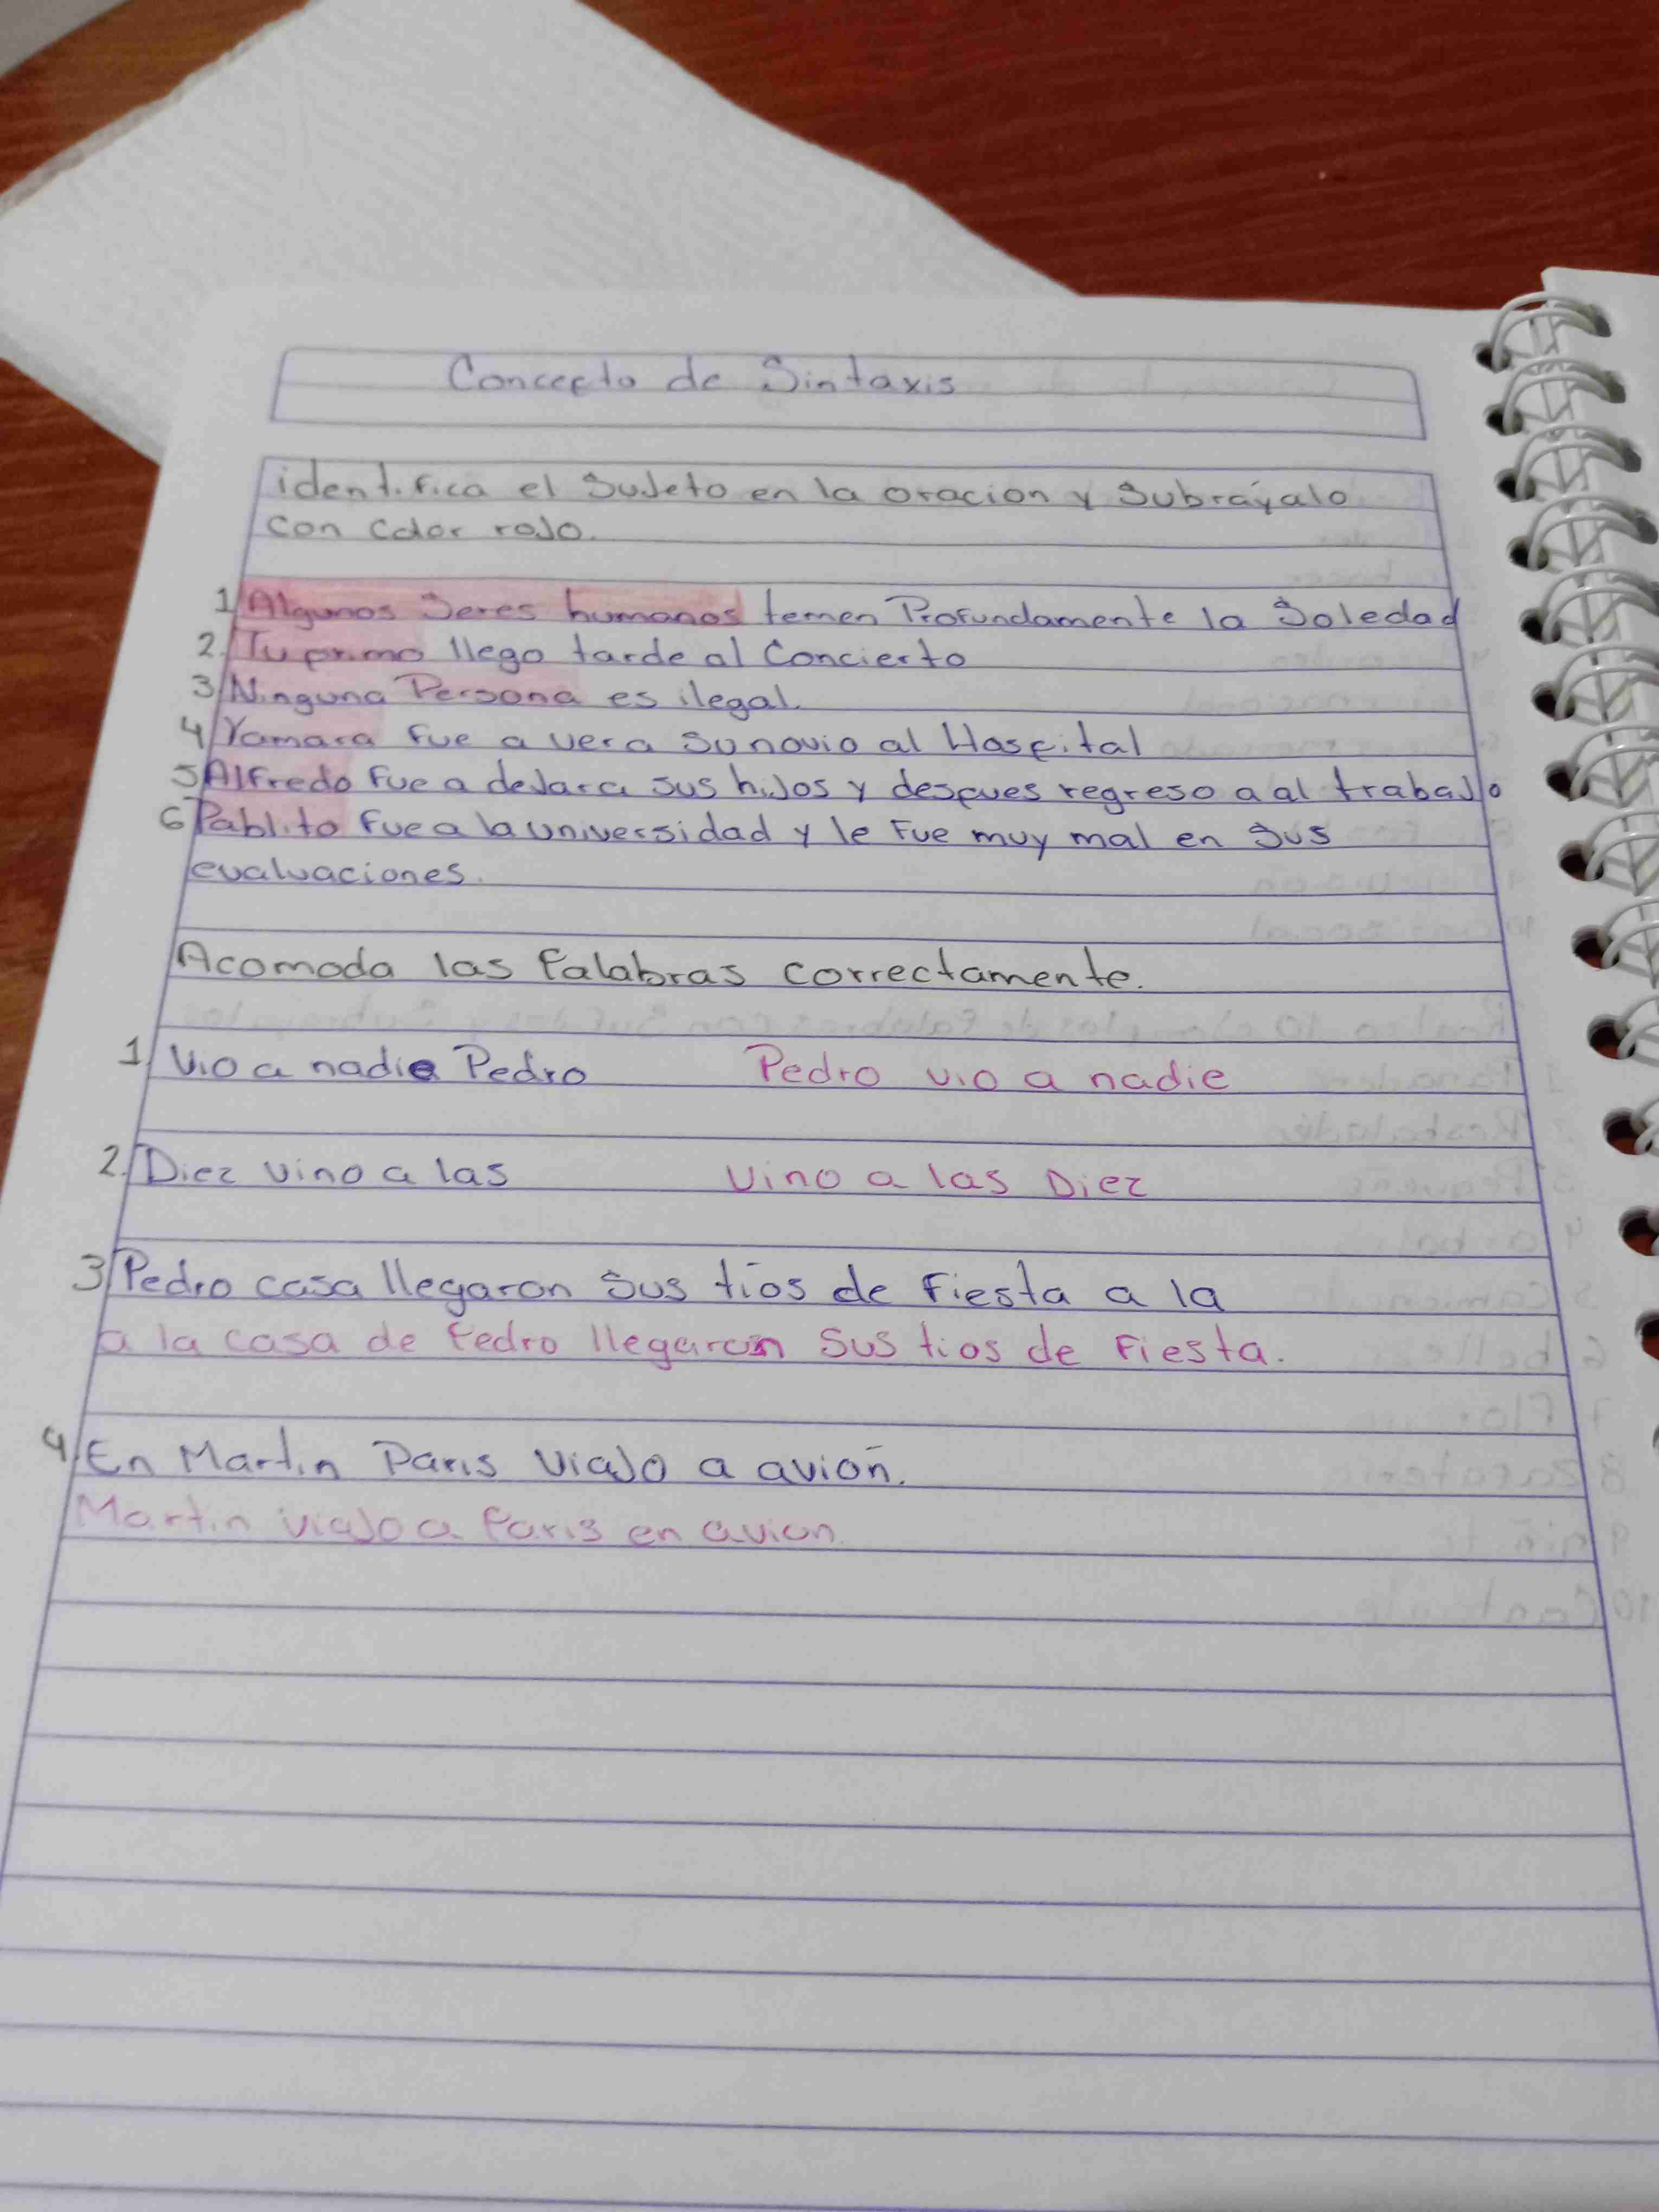 Concepto de Sintaxis
identifica el Sujeto en la oracion y Subráyalo
con color rojo.
1 Algunos Seres humanos temen Profundamente la Soledad
2. Tu primo llego tarde al Concierto
3 Ninguna Persona es ilegal.
4 Yamara fue a ver a su novio al Hospital
5 Alfredo fue a dejar a sus hijos y despues regreso a al trabajo
6 Pablito fue a la universidad y le fue muy mal en sus
evaluaciones.
Acomoda las Palabras correctamente.
1 Vio a nadie Pedro Pedro vio a nadie
2. Diez vino a las Vino a las Diez
3 Pedro casa llegaron Sus tíos de Fiesta a la
a la casa de Pedro llegaron Sus tios de Fiesta.
4. En Martin Paris Viajo a avión.
Martin viajo a Paris en avion.